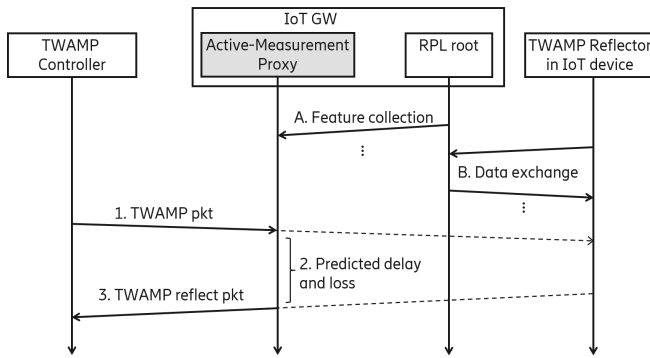 IoT GW
TWAMP
Controller
Active-Measurement
Proxy
RPL root
TWAMP Reflector
in IoT device
A. Feature collection
B. Data exchange
1. TWAMP pkt
2. Predicted delay
and loss
3. TWAMP reflect pkt